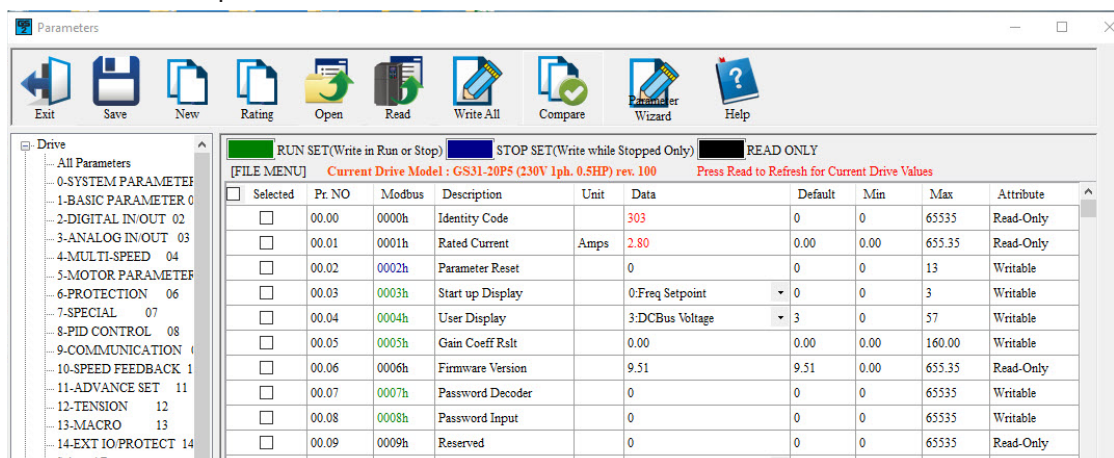 GS
2
Parameters
Exit Save New Rating Open Read Write All Compare Parameter Wizard Help
Drive
All Parameters
0-SYSTEM PARAMETER
1-BASIC PARAMETER 0
2-DIGITAL IN/OUT 02
3-ANALOG IN/OUT 03
4-MULTI-SPEED 04
5-MOTOR PARAMETER
6-PROTECTION 06
7-SPECIAL 07
8-PID CONTROL 08
9-COMMUNICATION
10-SPEED FEEDBACK 1
11-ADVANCE SET 11
12-TENSION 12
13-MACRO 13
14-EXT IO/PROTECT 14
RUN SET(Write in Run or Stop) STOP SET(Write while Stopped Only) READ ONLY
[FILE MENU] Current Drive Model : GS31-20P5 (230V 1ph. 0.5HP) rev. 100 Press Read to Refresh for Current Drive Values
Selected Pr. NO Modbus Description Unit Data Default Min Max Attribute
00.00 0000h Identity Code 303 0 0 65535 Read-Only
00.01 0001h Rated Current Amps 2.80 0.00 0.00 655.35 Read-Only
00.02 0002h Parameter Reset 0 0 0 13 Writable
00.03 0003h Start up Display 0:Freq Setpoint 0 0 3 Writable
00.04 0004h User Display 3:DCBus Voltage 3 0 57 Writable
00.05 0005h Gain Coeff Rslt 0.00 0.00 0.00 160.00 Writable
00.06 0006h Firmware Version 9.51 9.51 0.00 655.35 Read-Only
00.07 0007h Password Decoder 0 0 0 65535 Writable
00.08 0008h Password Input 0 0 0 65535 Writable
00.09 0009h Reserved 0 0 0 65535 Read-Only